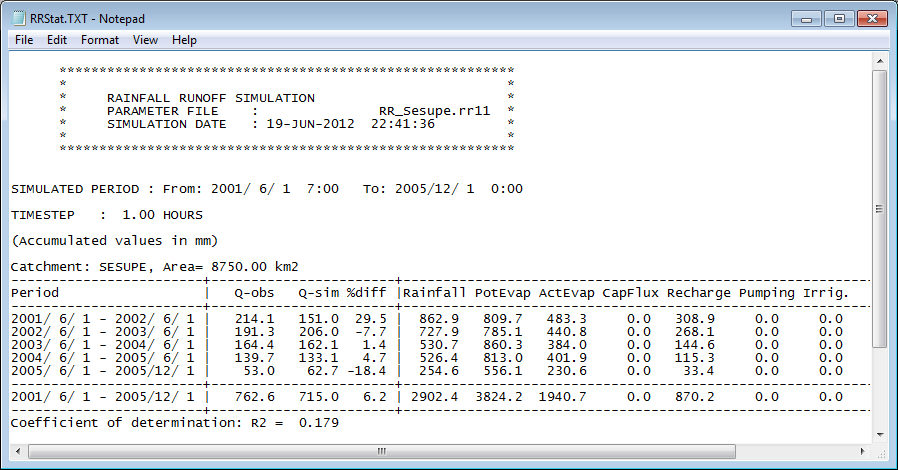 RRStat.TXT - Notepad
File Edit Format View Help
*********************************************************
*                                                       *
*     RAINFALL RUNOFF SIMULATION                        *
*     PARAMETER FILE    :               RR_Sesupe.rr11  *
*     SIMULATION DATE   : 19-JUN-2012  22:41:36         *
*                                                       *
*********************************************************
SIMULATED PERIOD : From: 2001/ 6/ 1  7:00   To: 2005/12/ 1  0:00
TIMESTEP   :  1.00 HOURS
(Accumulated values in mm)
Catchment: SESUPE, Area= 8750.00 km2
------------------------+-----------------------+-----------------------------------------------------------
Period                  |   Q-obs   Q-sim %diff |Rainfall PotEvap ActEvap CapFlux Recharge Pumping Irrig.
------------------------+-----------------------+-----------------------------------------------------------
2001/ 6/ 1 - 2002/ 6/ 1 |   214.1   151.0  29.5 |  862.9   809.7   483.3     0.0   308.9     0.0     0.0
2002/ 6/ 1 - 2003/ 6/ 1 |   191.3   206.0  -7.7 |  727.9   785.1   440.8     0.0   268.1     0.0     0.0
2003/ 6/ 1 - 2004/ 6/ 1 |   164.4   162.1   1.4 |  530.7   860.3   384.0     0.0   144.6     0.0     0.0
2004/ 6/ 1 - 2005/ 6/ 1 |   139.7   133.1   4.7 |  526.4   813.0   401.9     0.0   115.3     0.0     0.0
2005/ 6/ 1 - 2005/12/ 1 |    53.0    62.7 -18.4 |  254.6   556.1   230.6     0.0    33.4     0.0     0.0
------------------------+-----------------------+-----------------------------------------------------------
2001/ 6/ 1 - 2005/12/ 1 |   762.6   715.0   6.2 | 2902.4  3824.2  1940.7     0.0   870.2     0.0     0.0
------------------------+-----------------------+-----------------------------------------------------------
Coefficient of determination: R2 =  0.179